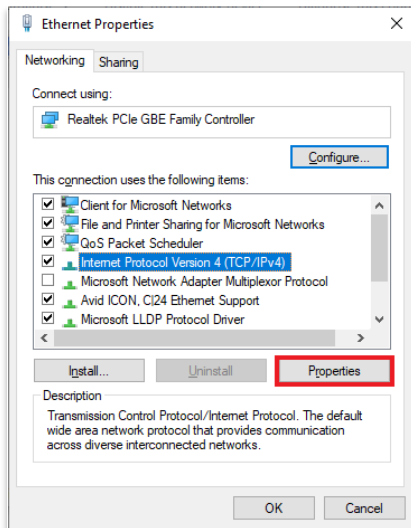 Ethernet Properties
Networking
Sharing
Connect using:
Realtek PCIe GBE Family Controller
Configure...
This connection uses the following items:
Client for Microsoft Networks
File and Printer Sharing for Microsoft Networks
QoS Packet Scheduler
Internet Protocol Version 4 (TCP/IPv4)
Microsoft Network Adapter Multiplexor Protocol
Avid ICON, C|24 Ethernet Support
Microsoft LLDP Protocol Driver
Install...
Uninstall
Properties
Description
Transmission Control Protocol/Internet Protocol. The default
wide area network protocol that provides communication
across diverse interconnected networks.
OK
Cancel